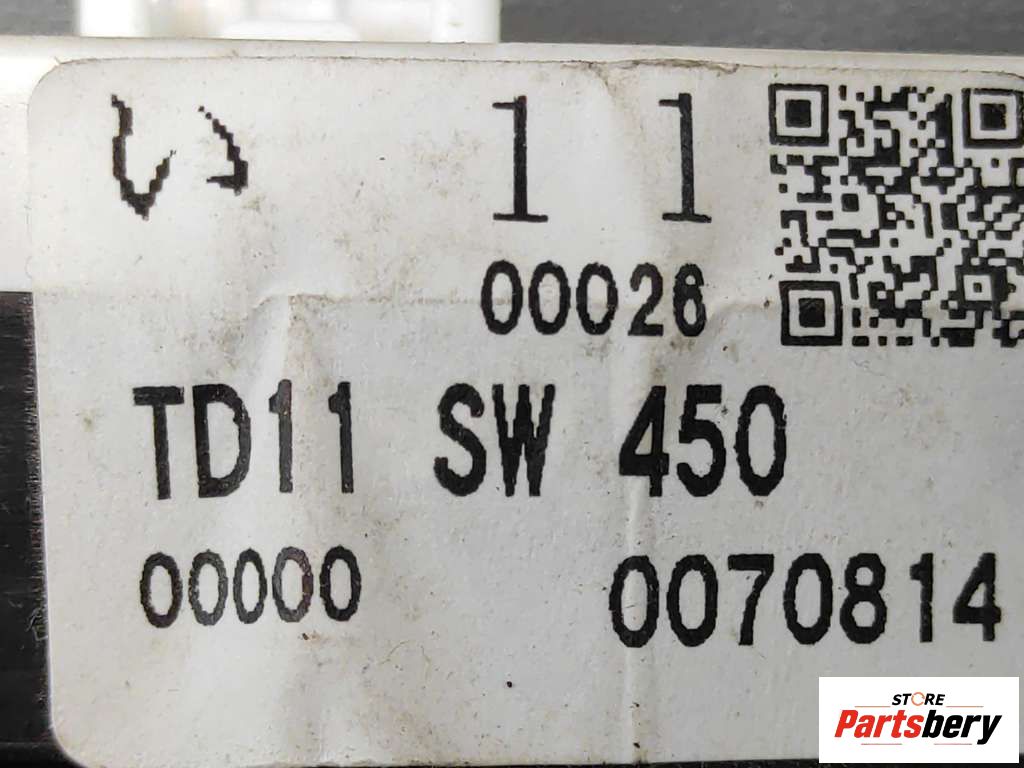 い 1 1
00026
TD11 SW 450
00000 0070814
STORE
Partsbery